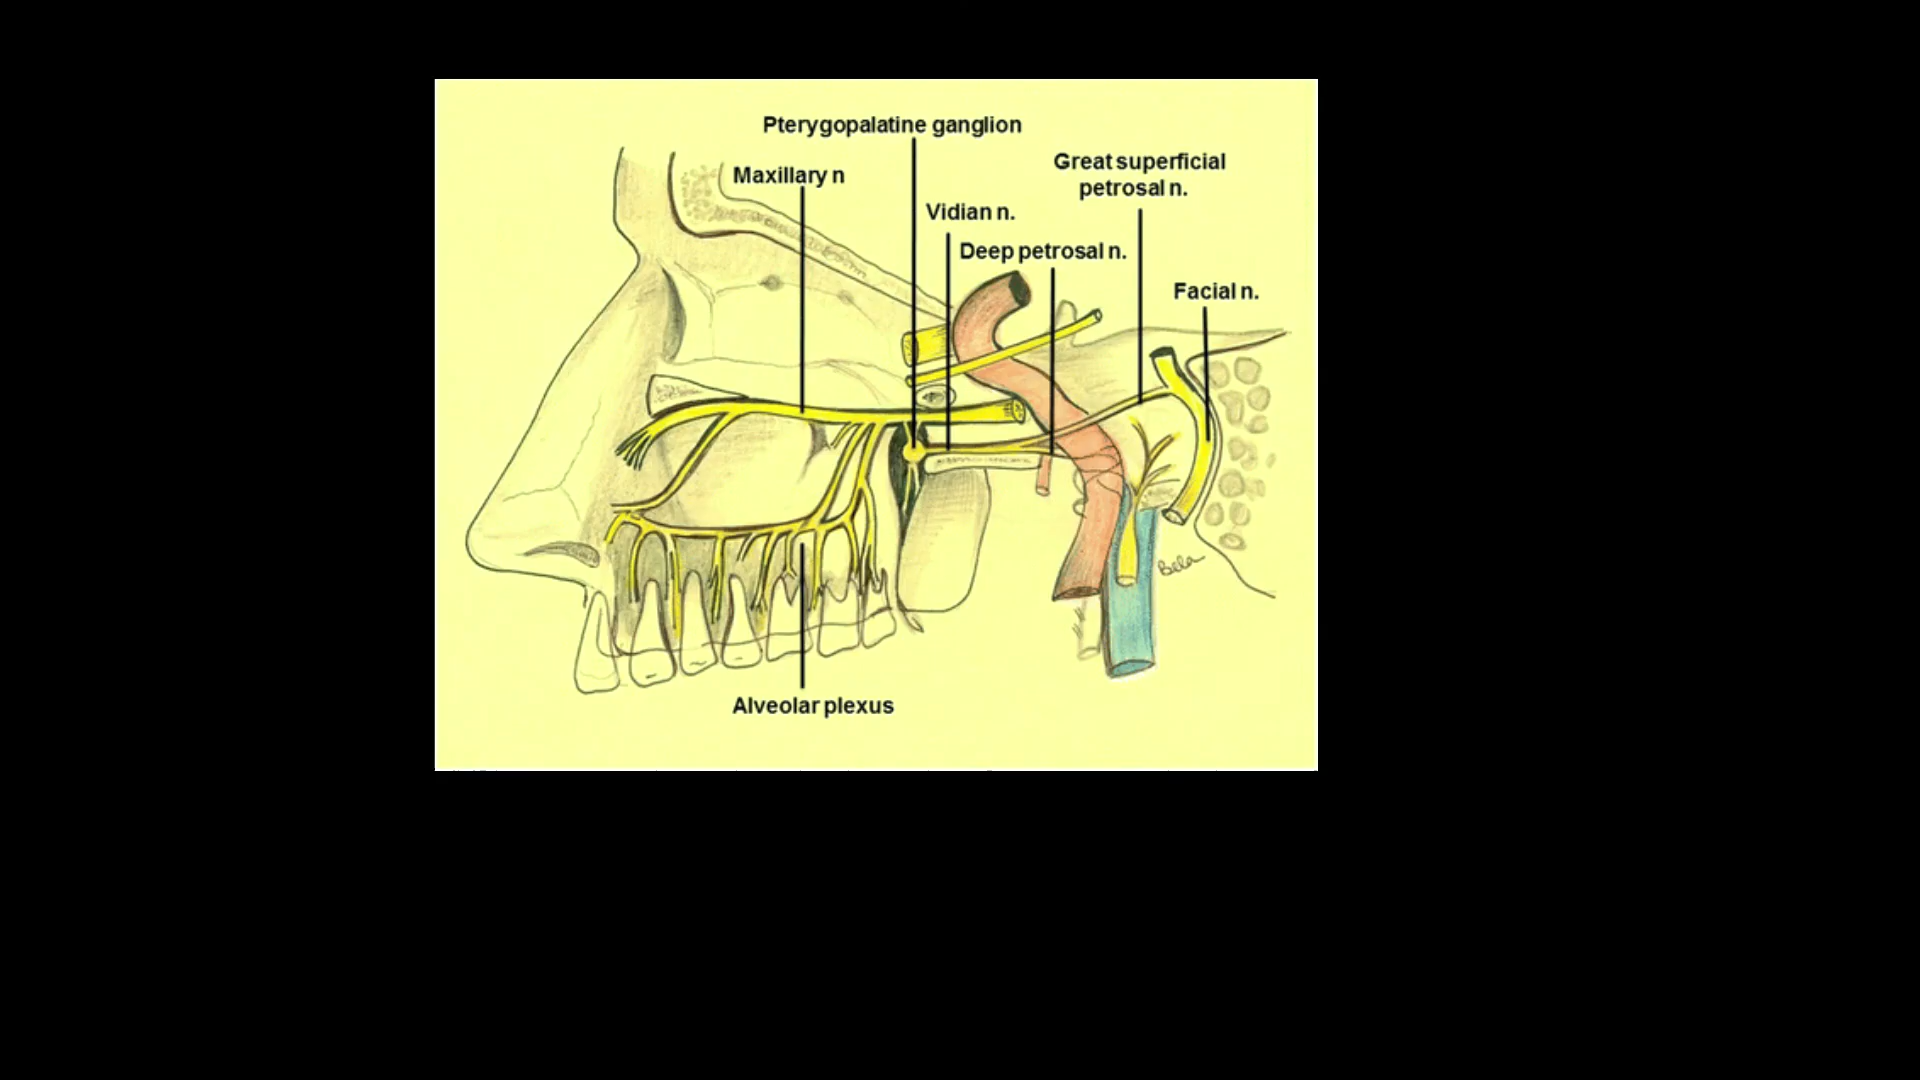 Pterygopalatine ganglion
Great superficial
petrosal n.
Maxillary n
Vidian n.
Deep petrosal n.
Facial n.
Bela
Alveolar plexus